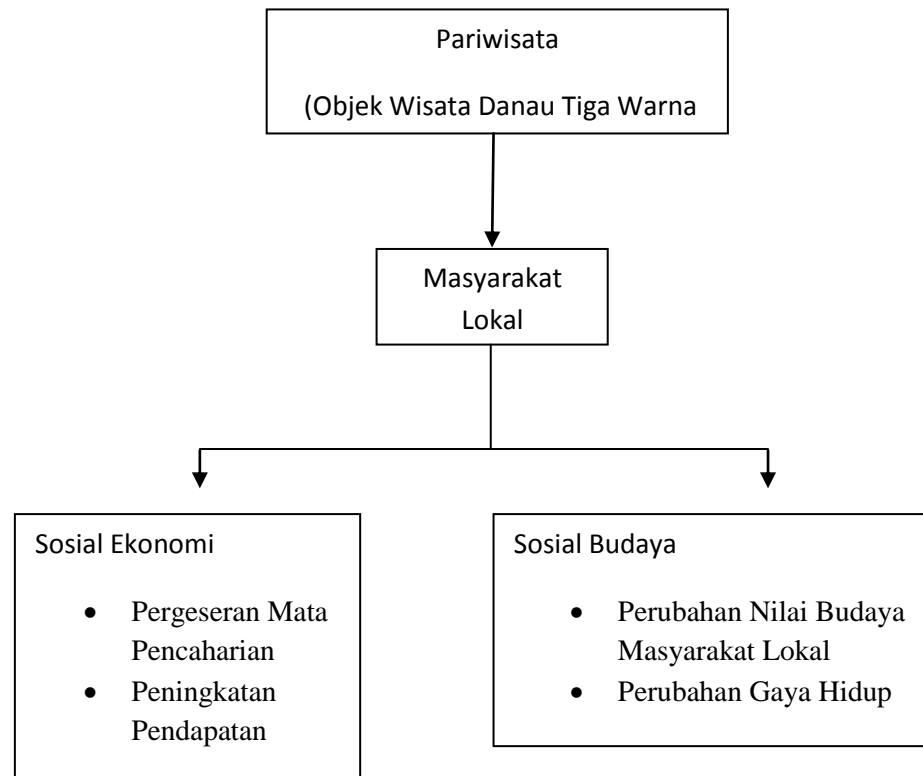 Pariwisata
(Objek Wisata Danau Tiga Warna
Masyarakat
Lokal
Sosial Ekonomi
• Pergeseran Mata
Pencaharian
• Peningkatan
Pendapatan
Sosial Budaya
• Perubahan Nilai Budaya
Masyarakat Lokal
• Perubahan Gaya Hidup